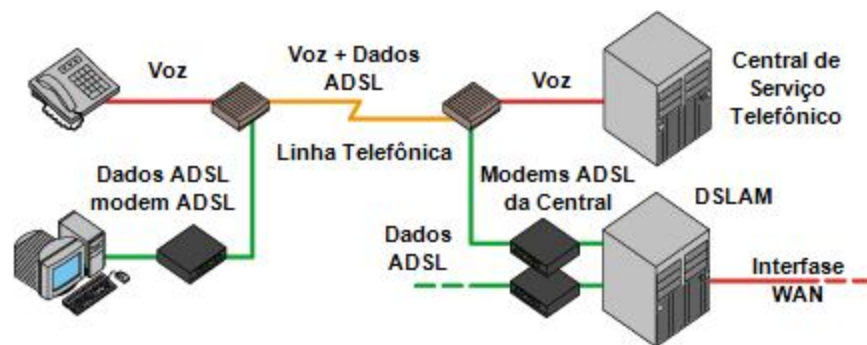 Voz
Voz + Dados
ADSL
Voz
Central de
Serviço
Telefônico
Linha Telefônica
Dados ADSL
modem ADSL
Modems ADSL
da Central
DSLAM
Dados
ADSL
Interfase
WAN